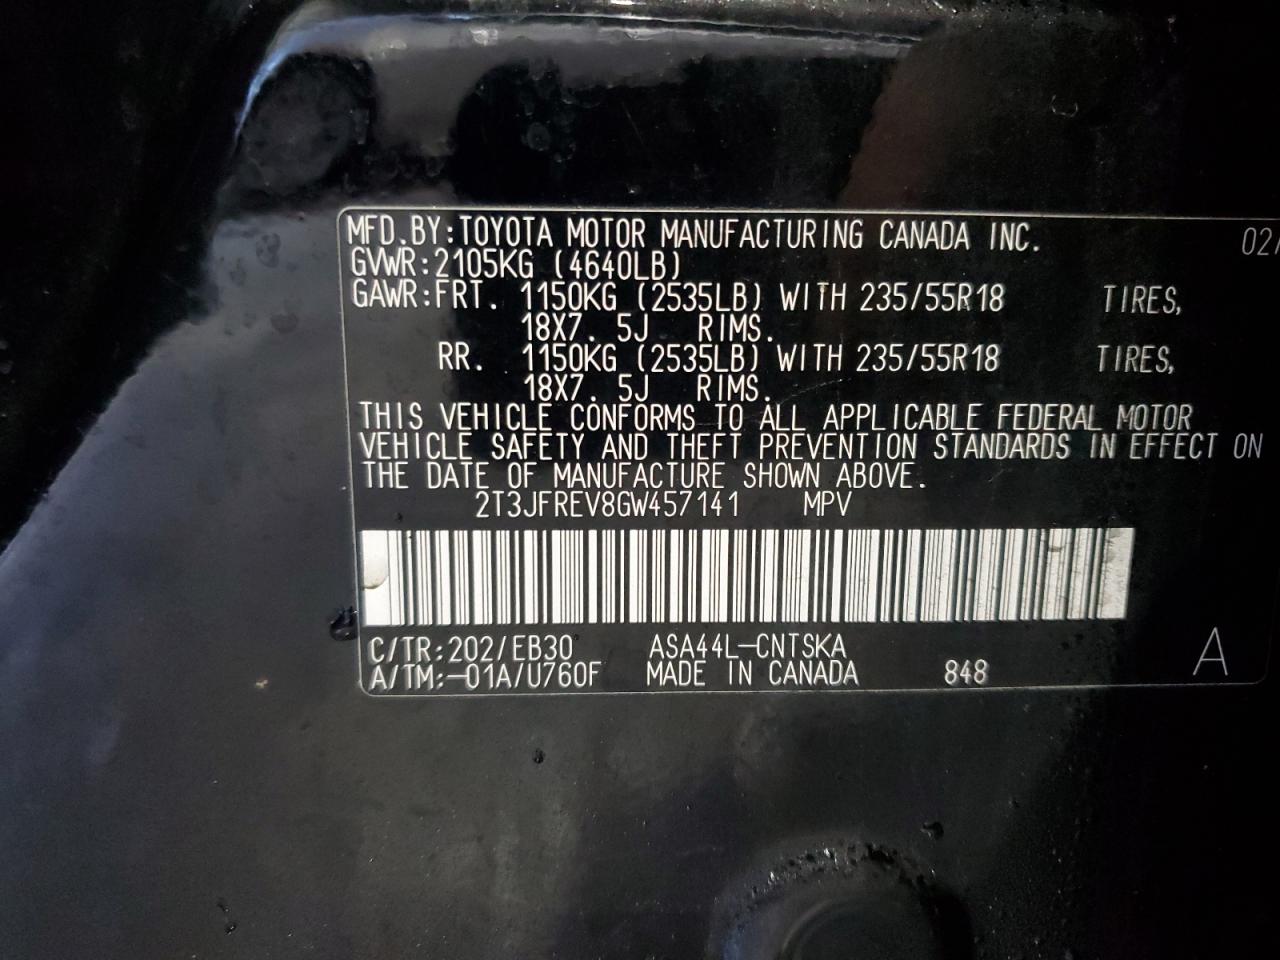 MFD.BY:TOYOTA MOTOR MANUFACTURING CANADA INC. 02/
GVWR:2105KG (4640LB)
GAWR:FRT. 1150KG (2535LB) WITH 235/55R18 TIRES,
18X7. 5J RIMS.
RR. 1150KG (2535LB) WITH 235/55R18 TIRES,
18X7. 5J RIMS.
THIS VEHICLE CONFORMS TO ALL APPLICABLE FEDERAL MOTOR
VEHICLE SAFETY AND THEFT PREVENTION STANDARDS IN EFFECT ON
THE DATE OF MANUFACTURE SHOWN ABOVE.
2T3JFREV8GW457141 MPV
C/TR:202/EB30 ASA44L-CNTSKA
A/TM:-01A/U760F MADE IN CANADA 848 A